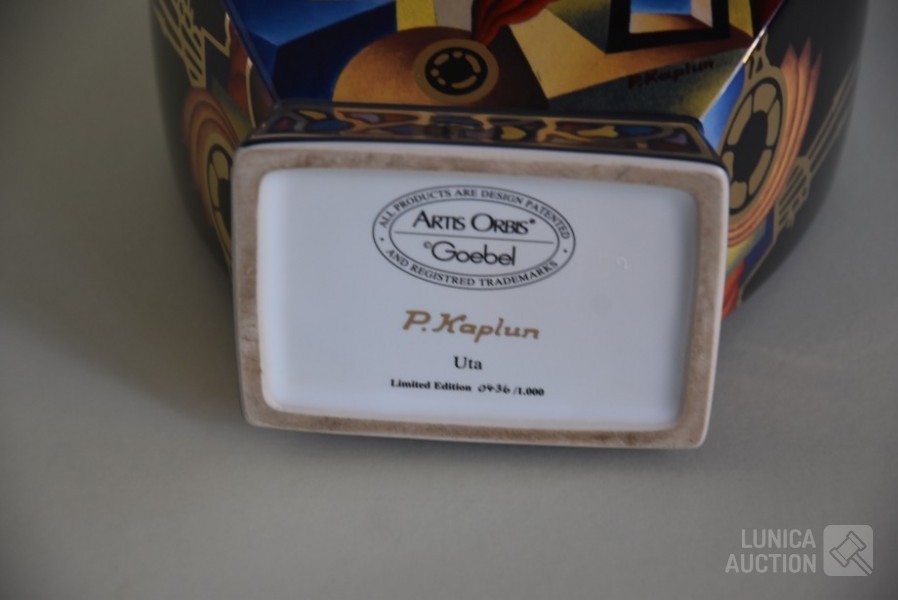 P. Kaplun
ALL PRODUCTS ARE DESIGN PATENTED
ARTIS ORBIS®
©Goebel
AND REGISTRED TRADEMARKS
P. Kaplun
Uta
Limited Edition 0436 /1.000
LUNICA
AUCTION